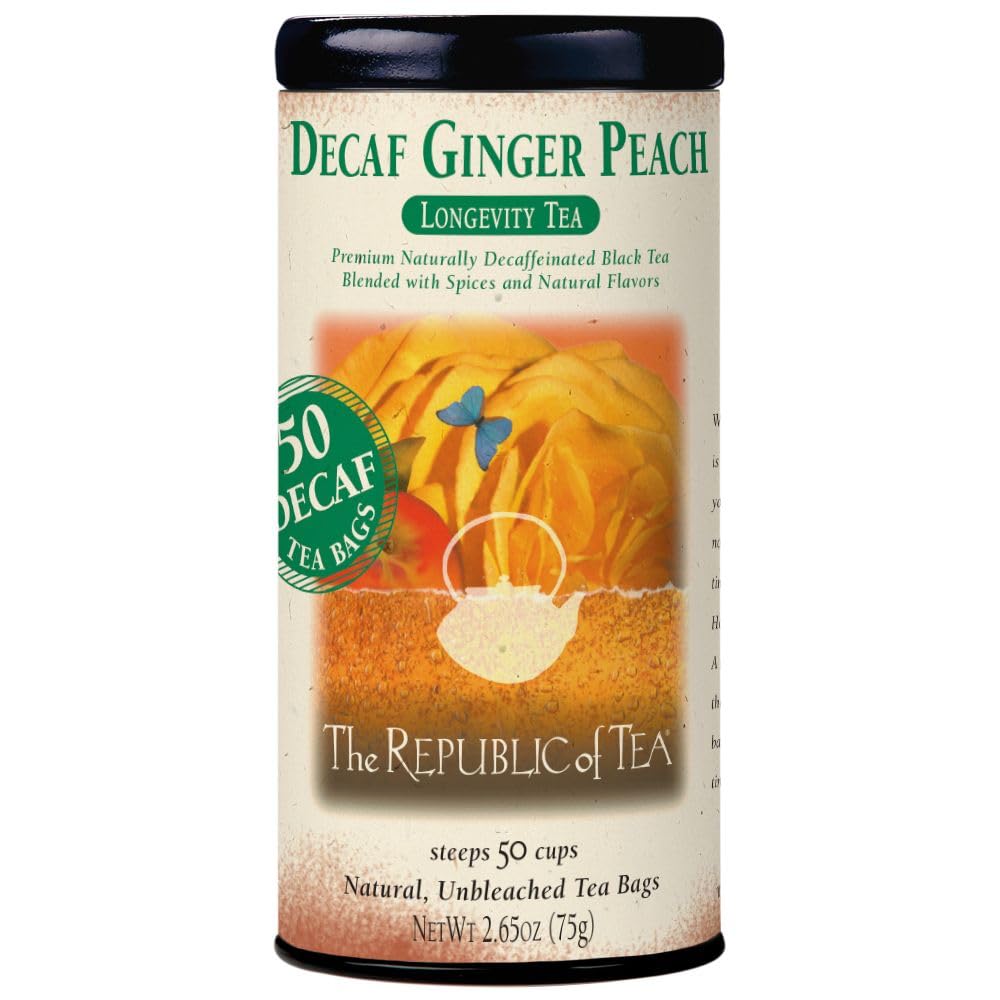 DECAF GINGER PEACH
LONGEVITY TEA
Premium Naturally Decaffeinated Black Tea
Blended with Spices and Natural Flavors
50
DECAF
TEA BAGS
The REPUBLIC of TEA
steeps 50 cups
Natural, Unbleached Tea Bags
NETWT 2.65OZ (75g)